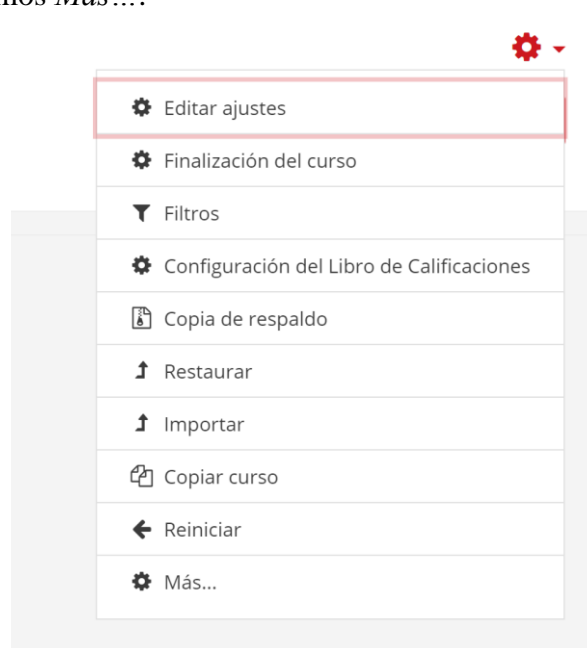 Más...?
Editar ajustes
Finalización del curso
Filtros
Configuración del Libro de Calificaciones
Copia de respaldo
Restaurar
Importar
Copiar curso
Reiniciar
Más...